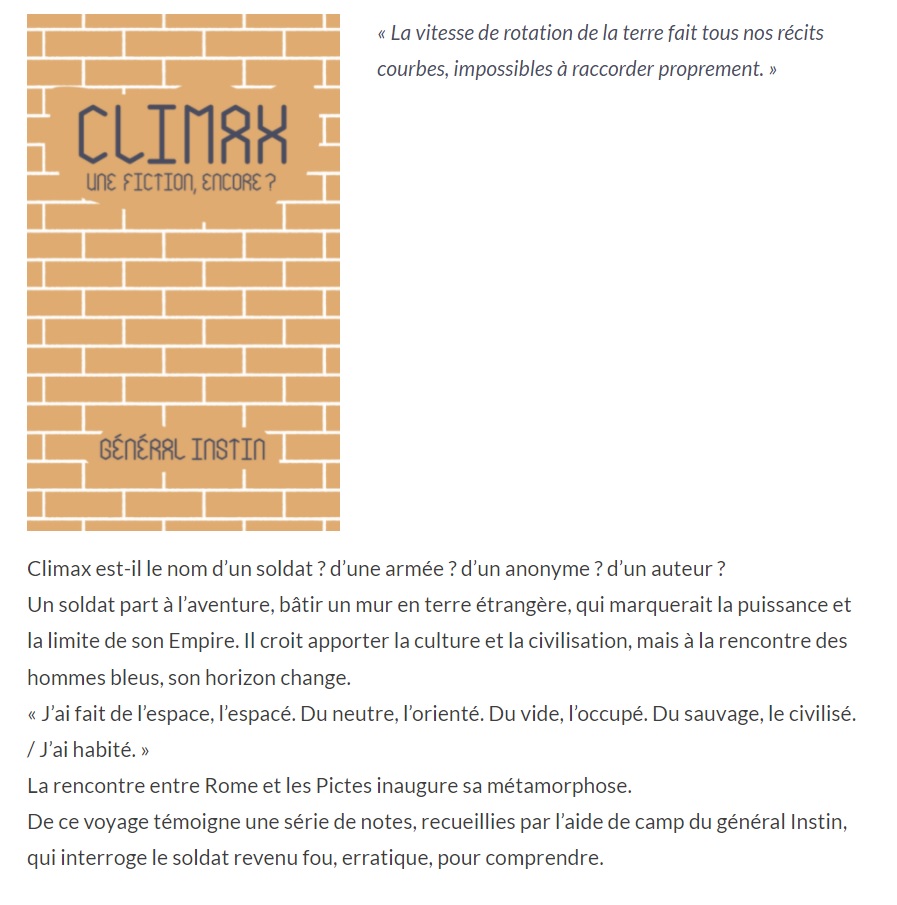 CLIMAX
UNE FICTION, ENCORE ?
GÉNÉRAL INSTIN
« La vitesse de rotation de la terre fait tous nos récits
courbes, impossibles à raccorder proprement. »
Climax est-il le nom d’un soldat ? d’une armée ? d’un anonyme ? d’un auteur ?
Un soldat part à l’aventure, bâtir un mur en terre étrangère, qui marquerait la puissance et
la limite de son Empire. Il croit apporter la culture et la civilisation, mais à la rencontre des
hommes bleus, son horizon change.
« J’ai fait de l’espace, l’espacé. Du neutre, l’orienté. Du vide, l’occupé. Du sauvage, le civilisé.
/ J’ai habité. »
La rencontre entre Rome et les Pictes inaugure sa métamorphose.
De ce voyage témoigne une série de notes, recueillies par l’aide de camp du général Instin,
qui interroge le soldat revenu fou, erratique, pour comprendre.